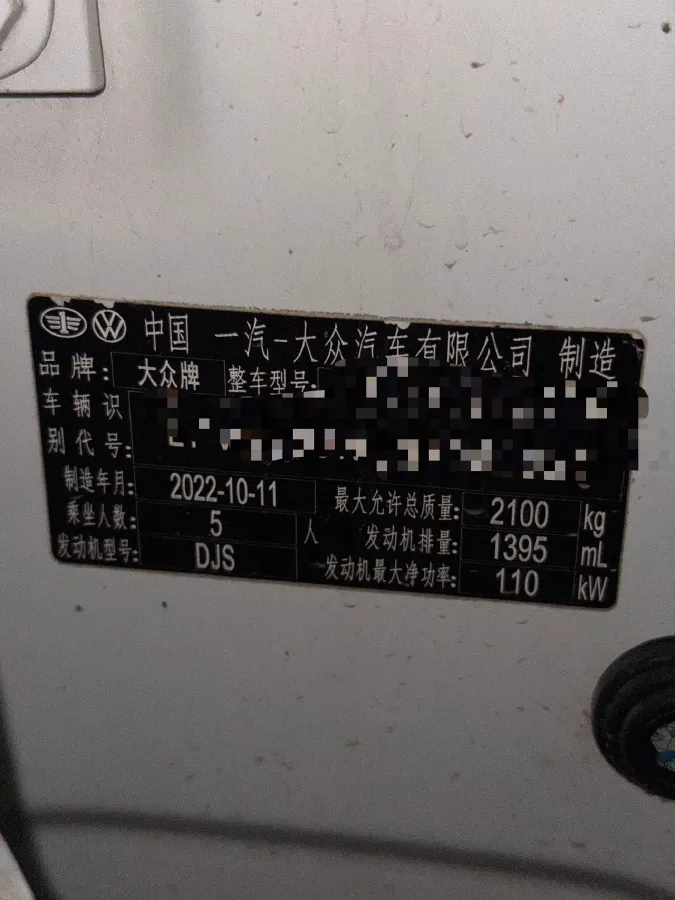 中国 一汽-大众汽车有限公司 制造
品牌: 大众牌 整车型号:
车辆识
别代号:
制造年月: 2022-10-11 最大允许总质量: 2100 kg
乘坐人数: 5 人 发动机排量: 1395 mL
发动机型号: DJS 发动机最大净功率: 110 kW